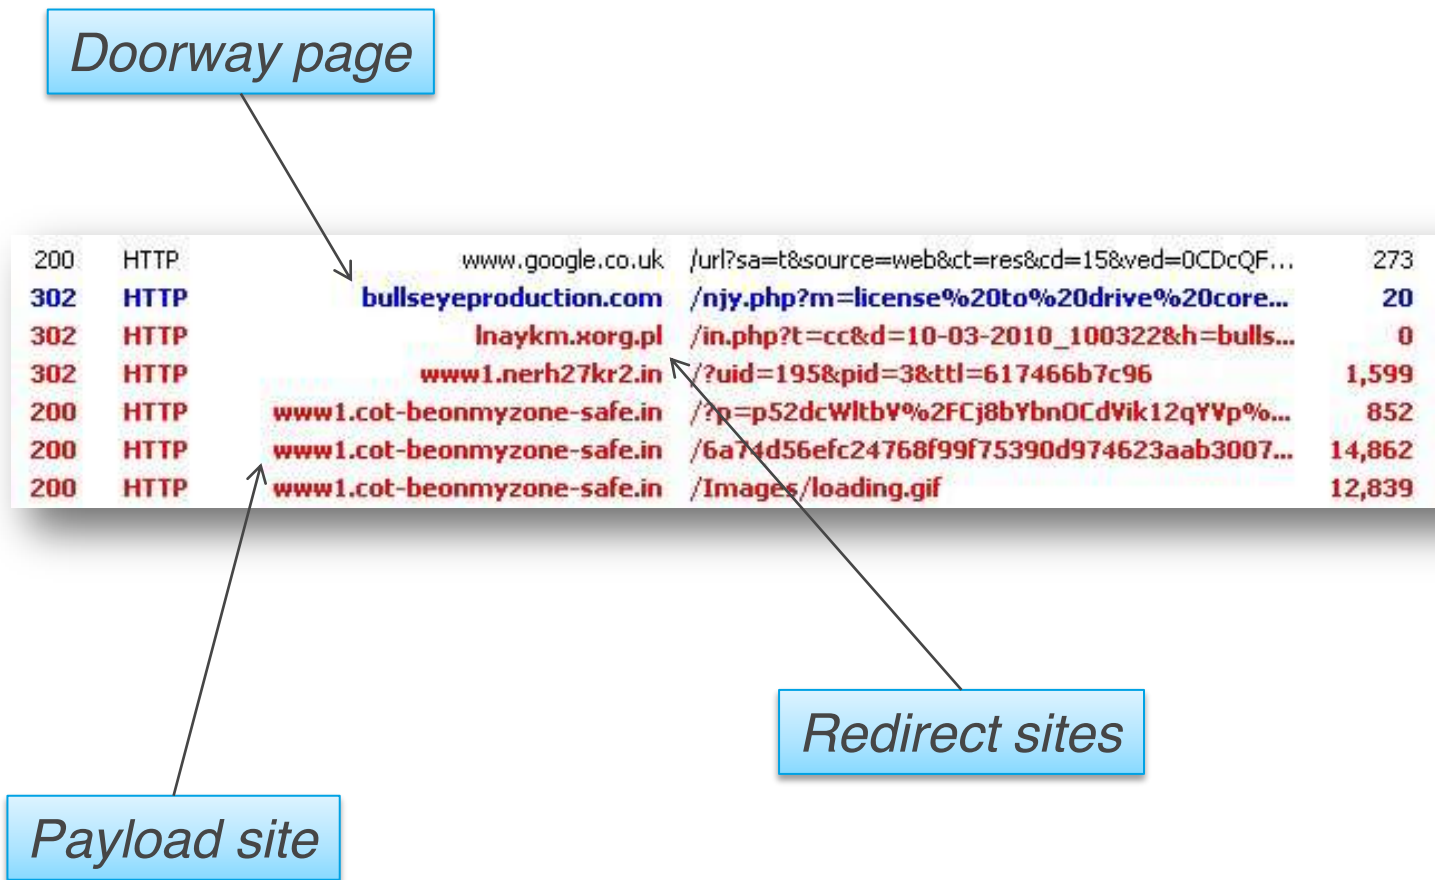 Doorway page
200 HTTP www.google.co.uk /url?sa=t&source=web&ct=res&cd=15&ved=0CDcQF... 273
302 HTTP bullseyeproduction.com /njy.php?m=license%20to%20drive%20core... 20
302 HTTP lnaykm.xorg.pl /in.php?t=cc&d=10-03-2010_100322&h=bulls... 0
302 HTTP www1.nerh27kr2.in /?uid=195&pid=3&ttl=617466b7c96 1,599
200 HTTP www1.cot-beonmyzone-safe.in /?p=p52dcWltbV%2FCj8bYbnOCdVik12qYVp%... 852
200 HTTP www1.cot-beonmyzone-safe.in /6a74d56efc24768f99f75390d974623aab3007... 14,862
200 HTTP www1.cot-beonmyzone-safe.in /Images/loading.gif 12,839
Redirect sites
Payload site